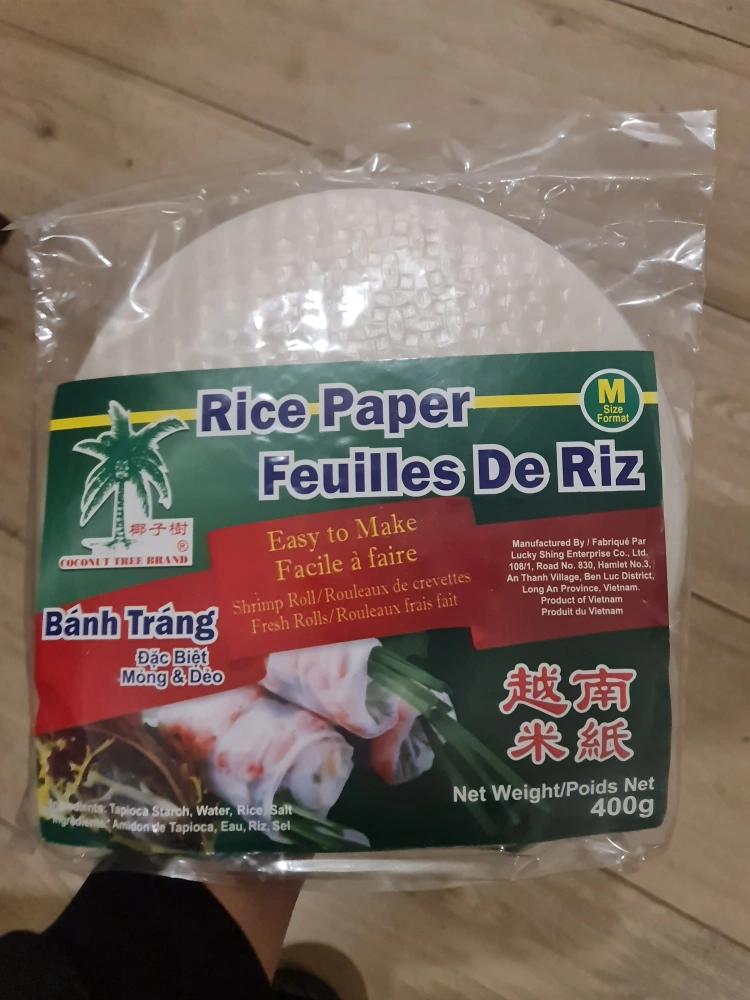 Rice Paper
Feuilles De Riz
M
Size
Format
椰子樹
®
COCONUT TREE BRAND
Easy to Make
Facile à faire
Shrimp Roll/Rouleaux de crevettes
Fresh Rolls/Rouleaux frais fait
Manufactured By / Fabriqué Par
Lucky Shing Enterprise Co., Ltd.
108/1, Road No. 830, Hamlet No.3,
An Thanh Village, Ben Luc District,
Long An Province, Vietnam.
Product of Vietnam
Produit du Vietnam
Bánh Tráng
Đặc Biệt
Mỏng & Dẻo
越南
米紙
Net Weight/Poids Net
400g
Ingredients: Tapioca Starch, Water, Rice, Salt
Ingrédients: Amidon de Tapioca, Eau, Riz, Sel